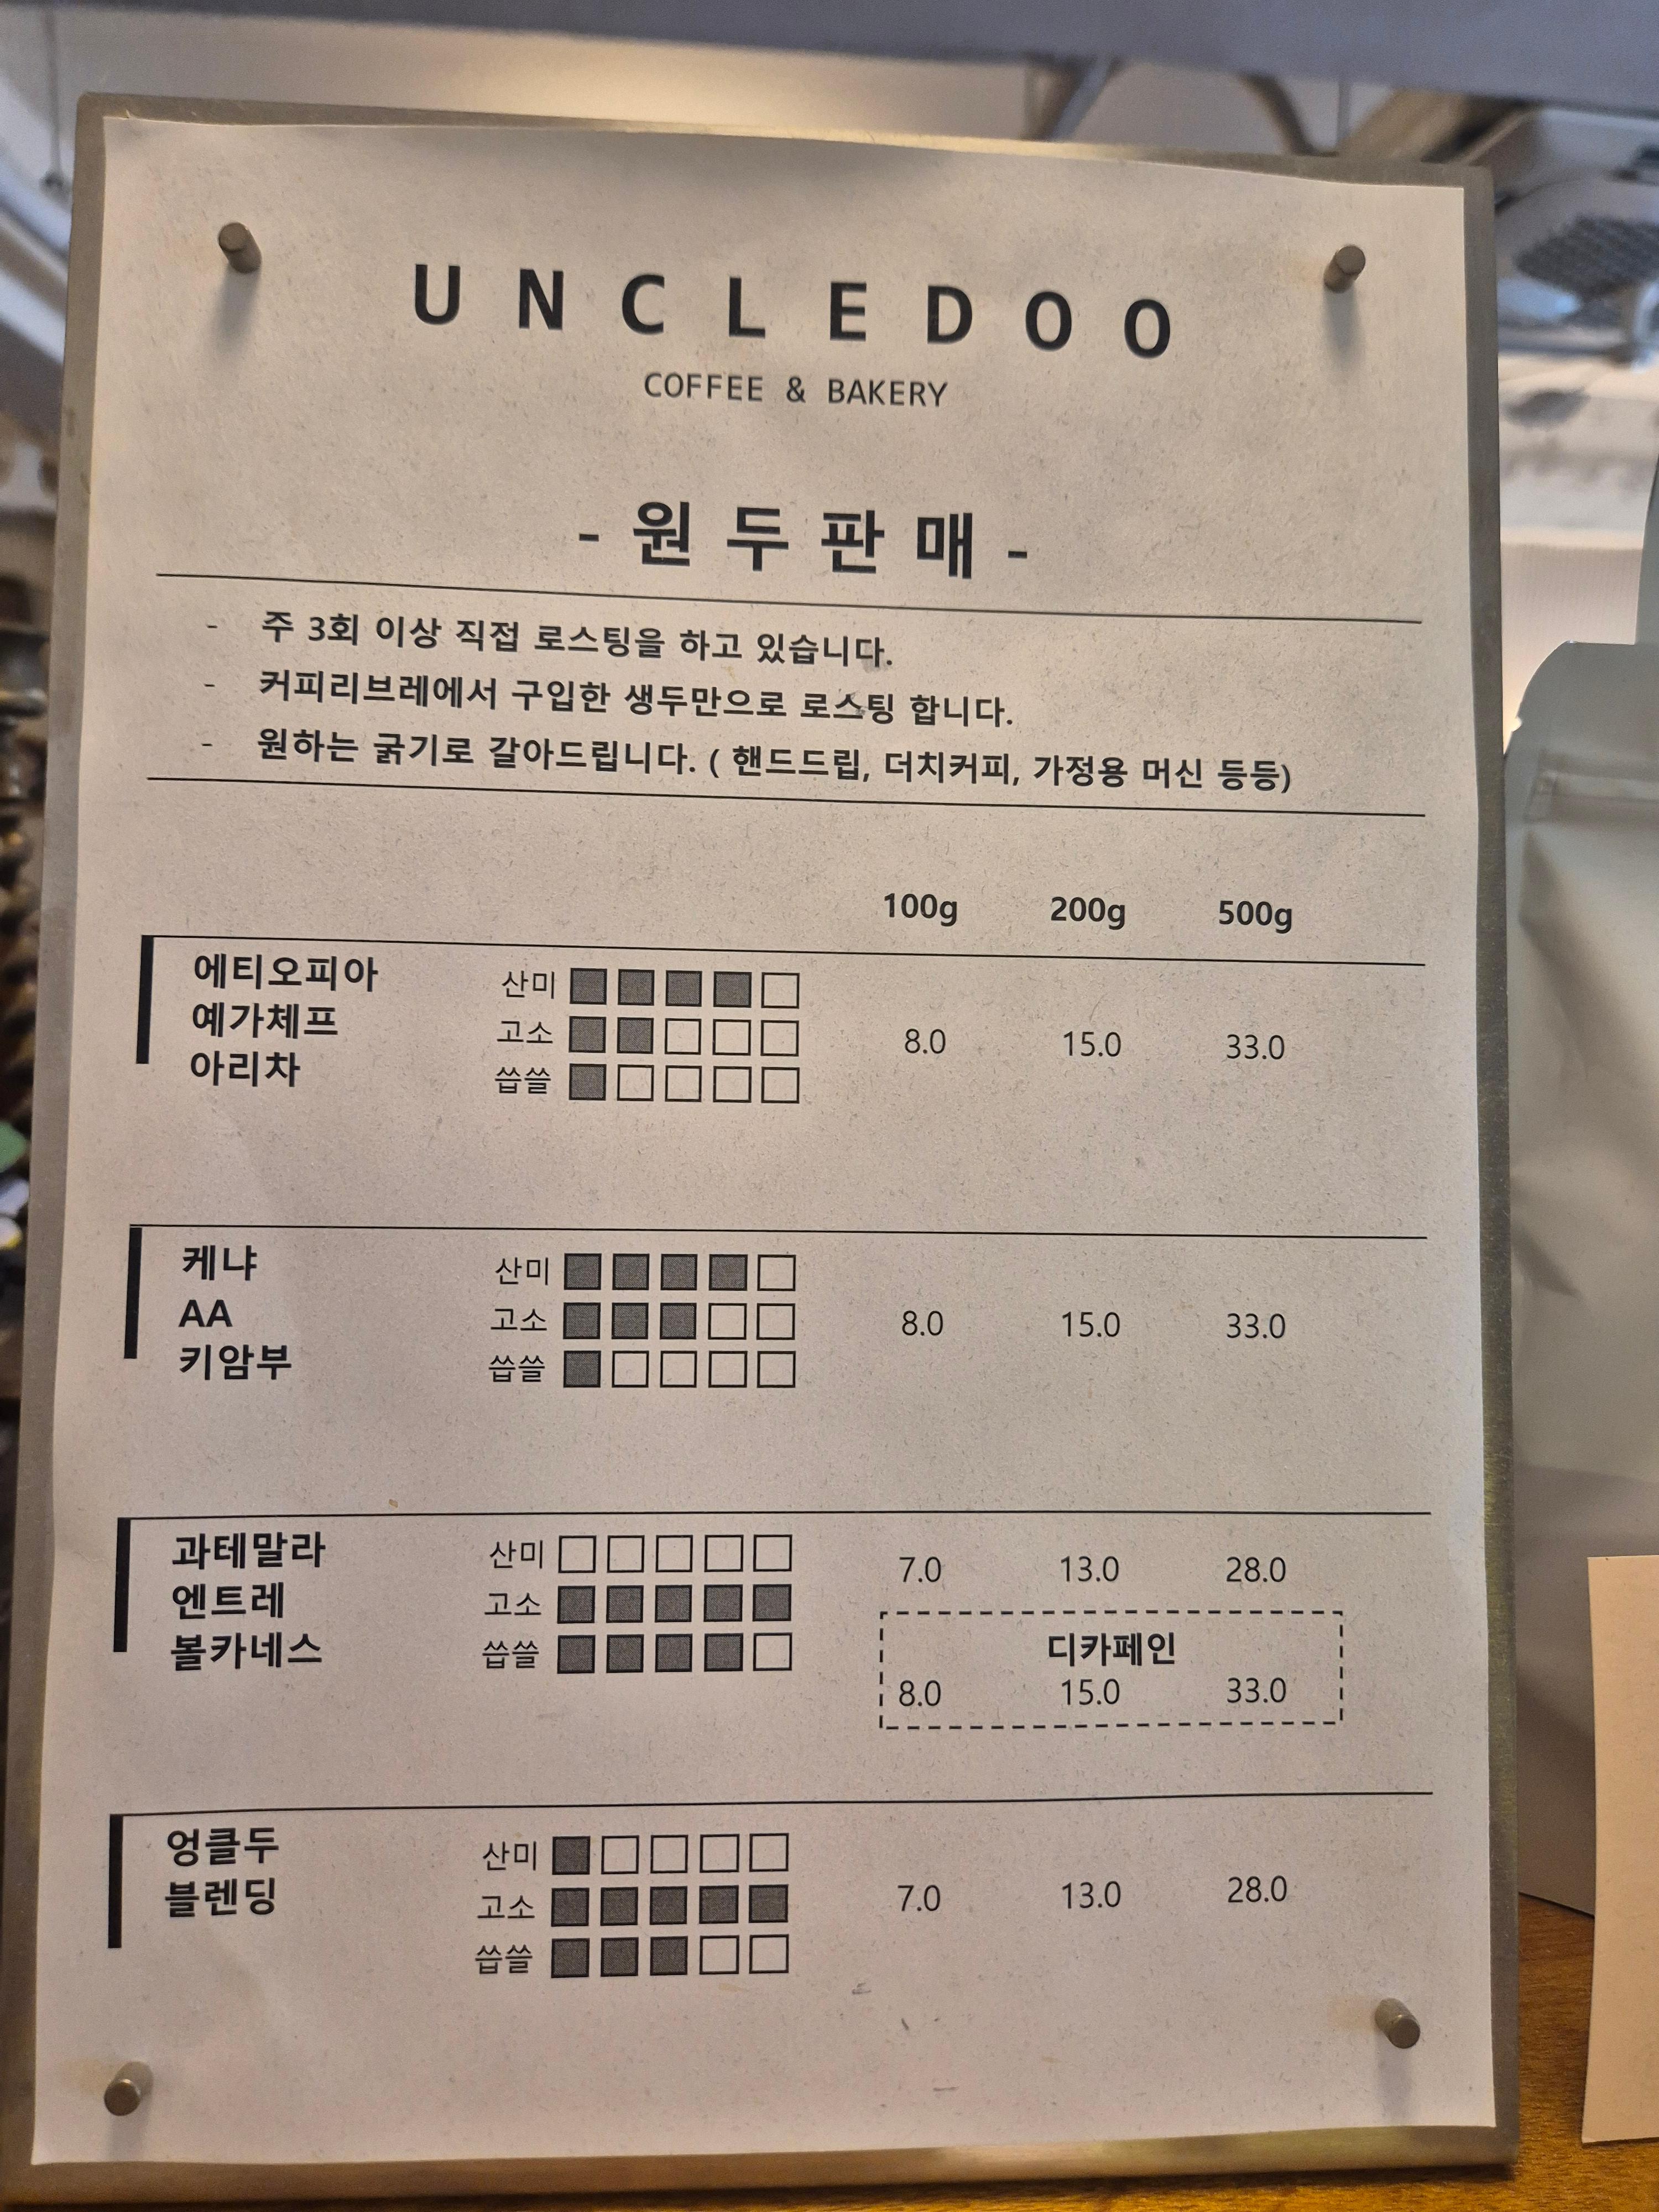 UNCLEDOO
COFFEE & BAKERY
- 원두판매 -
- 주 3회 이상 직접 로스팅을 하고 있습니다.
- 커피리브레에서 구입한 생두만으로 로스팅 합니다.
- 원하는 굵기로 갈아드립니다. ( 핸드드립, 더치커피, 가정용 머신 등등)
100g 200g 500g
에티오피아
예가체프
아리차
산미
고소
씁쓸
8.0 15.0 33.0
케냐
AA
키암부
산미
고소
씁쓸
8.0 15.0 33.0
과테말라
엔트레
볼카네스
산미
고소
씁쓸
7.0 13.0 28.0
디카페인
8.0 15.0 33.0
엉클두
블렌딩
산미
고소
씁쓸
7.0 13.0 28.0